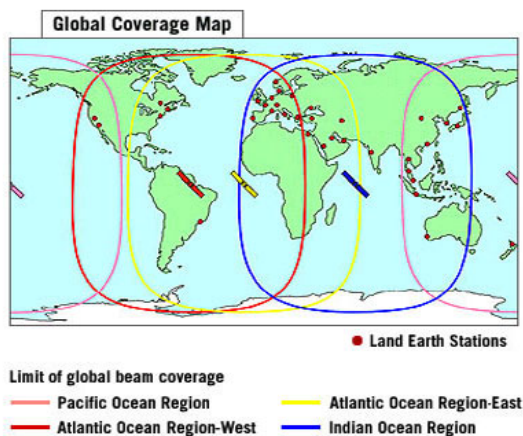 Global Coverage Map
Land Earth Stations
Limit of global beam coverage
Pacific Ocean Region
Atlantic Ocean Region-East
Atlantic Ocean Region-West
Indian Ocean Region